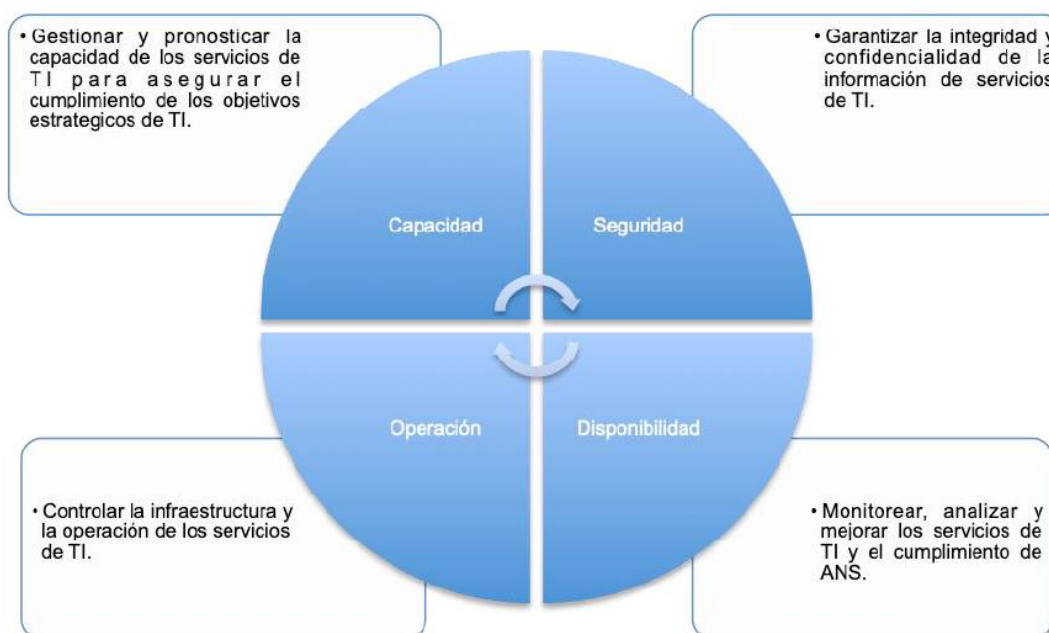 • Gestionar y pronosticar la
capacidad de los servicios de
TI para asegurar el
cumplimiento de los objetivos
estrategicos de TI.
• Garantizar la integridad y
confidencialidad de la
información de servicios
de TI.
Capacidad
Seguridad
Operación
Disponibilidad
• Controlar la infraestructura y
la operación de los servicios
de TI.
• Monitorear, analizar y
mejorar los servicios de
TI y el cumplimiento de
ANS.